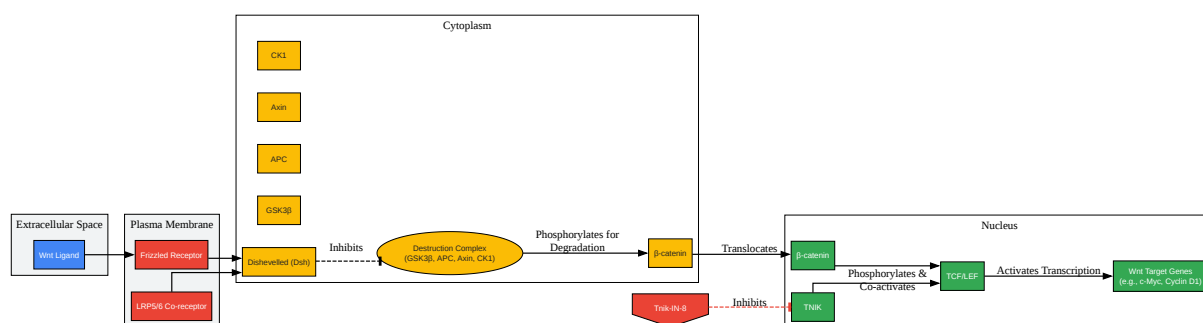 Cytoplasm
CK1
Axin
APC
GSK3β
Extracellular Space
Wnt Ligand
Plasma Membrane
Frizzled Receptor
LRP5/6 Co-receptor
Dishevelled (Dsh)
Inhibits
Destruction Complex
(GSK3β, APC, Axin, CK1)
Phosphorylates for
Degradation
β-catenin
Translocates
Nucleus
β-catenin
Phosphorylates &
Co-activates
TCF/LEF
Activates Transcription
Wnt Target Genes
(e.g., c-Myc, Cyclin D1)
Tnik-IN-8
Inhibits
TNIK